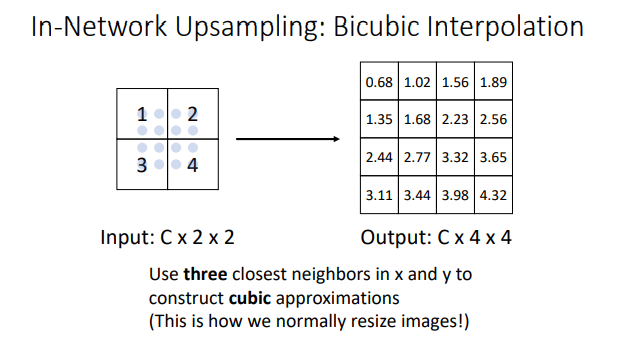 In-Network Upsampling: Bicubic Interpolation
1 2
3 4
0.68 1.02 1.56 1.89
1.35 1.68 2.23 2.56
2.44 2.77 3.32 3.65
3.11 3.44 3.98 4.32
Input: C x 2 x 2
Output: C x 4 x 4
Use three closest neighbors in x and y to
construct cubic approximations
(This is how we normally resize images!)